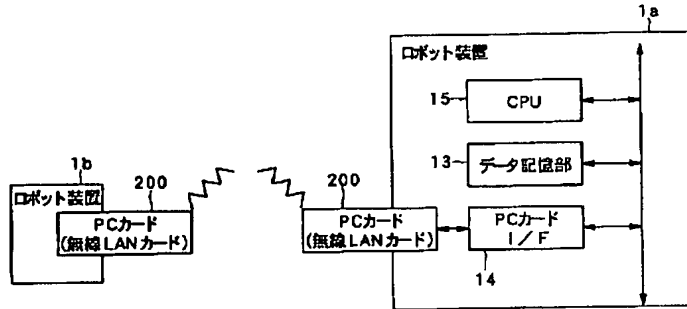 1a
ロボット装置
15
CPU
13
データ記憶部
1b
200
200
ロボット装置
PCカード
(無線LANカード)
PCカード
(無線LANカード)
PCカード
I/F
14